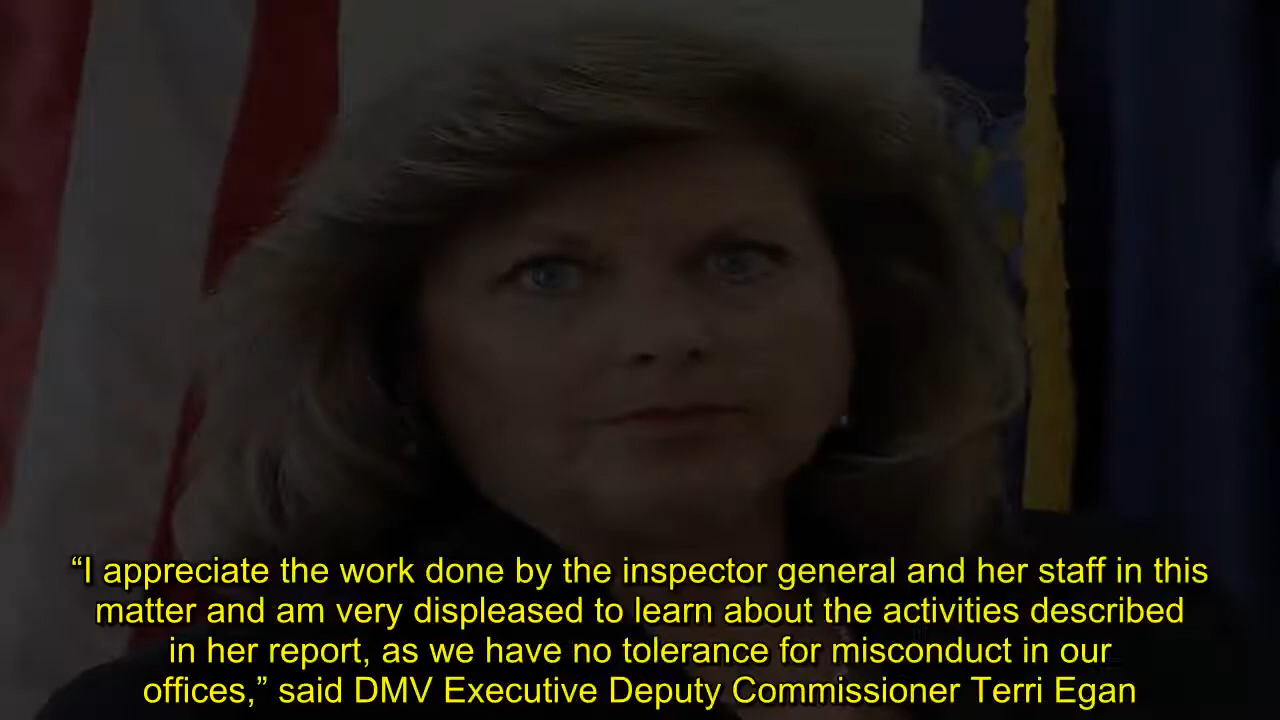 “I appreciate the work done by the inspector general and her staff in this
matter and am very displeased to learn about the activities described
in her report, as we have no tolerance for misconduct in our
offices,” said DMV Executive Deputy Commissioner Terri Egan